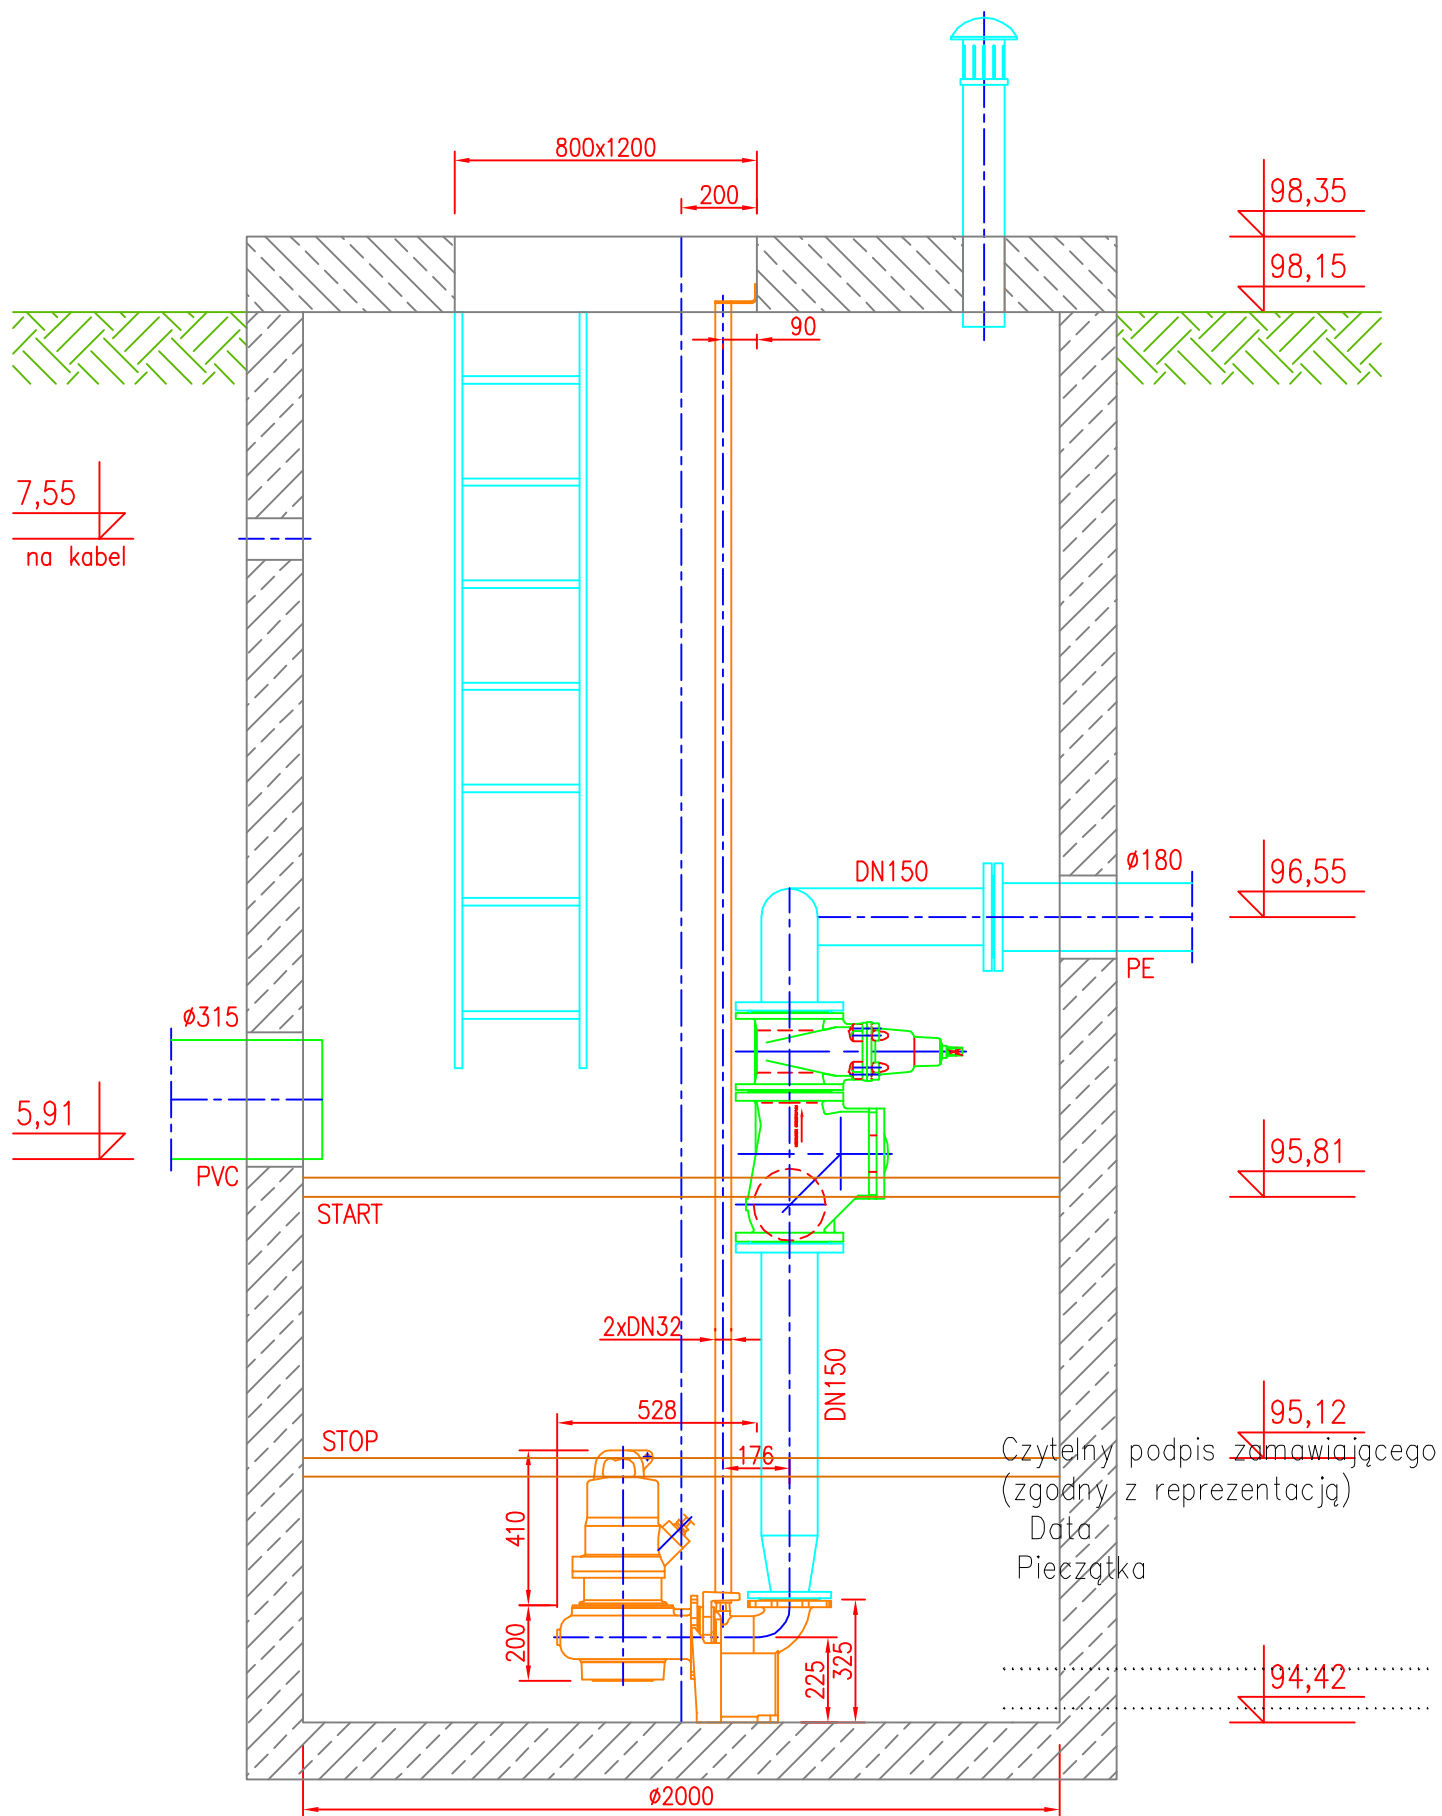 800x1200
200
98,35
98,15
90
7,55
na kabel
DN150
ø180
96,55
PE
ø315
5,91
PVC
95,81
START
2xDN32
DN150
528
95,12
STOP
176
Czytelny podpis zamawiającego
(zgodny z reprezentacją)
Data
Pieczątka
410
200
225
325
94,42
ø2000